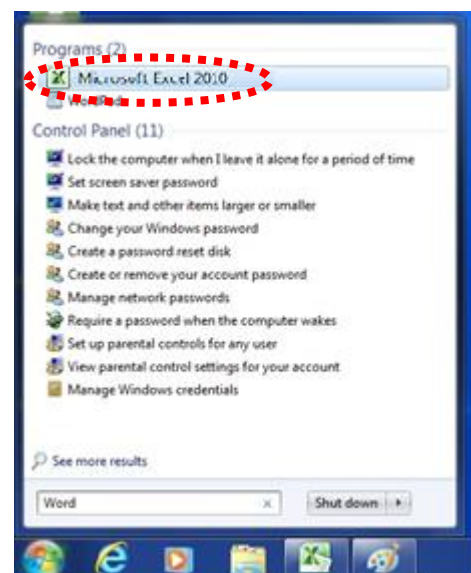 Programs (2)
Microsoft Excel 2010
WordPad
Control Panel (11)
Lock the computer when I leave it alone for a period of time
Set screen saver password
Make text and other items larger or smaller
Change your Windows password
Create a password reset disk
Create or remove your account password
Manage network passwords
Require a password when the computer wakes
Set up parental controls for any user
View parental control settings for your account
Manage Windows credentials
See more results
Word x Shut down